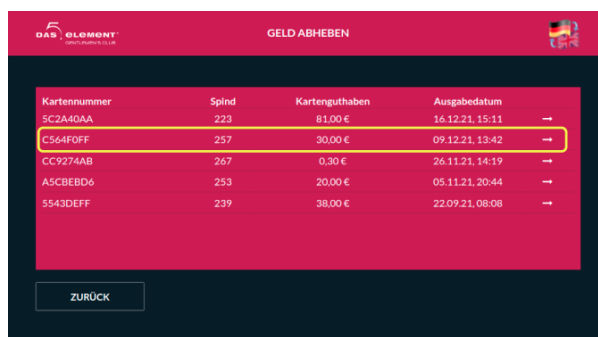 DAS 5 ELEMENT
GENTLEMEN'S CLUB
GELD ABHEBEN
Kartennummer Spind Kartenguthaben Ausgabedatum
5C2A40AA 223 81,00 € 16.12.21, 15:11 →
C564F0FF 257 30,00 € 09.12.21, 13:42 →
CC9274AB 267 0,30 € 26.11.21, 14:19 →
A5CBEBD6 253 20,00 € 05.11.21, 20:44 →
5543DEFF 239 38,00 € 22.09.21, 08:08 →
ZURÜCK